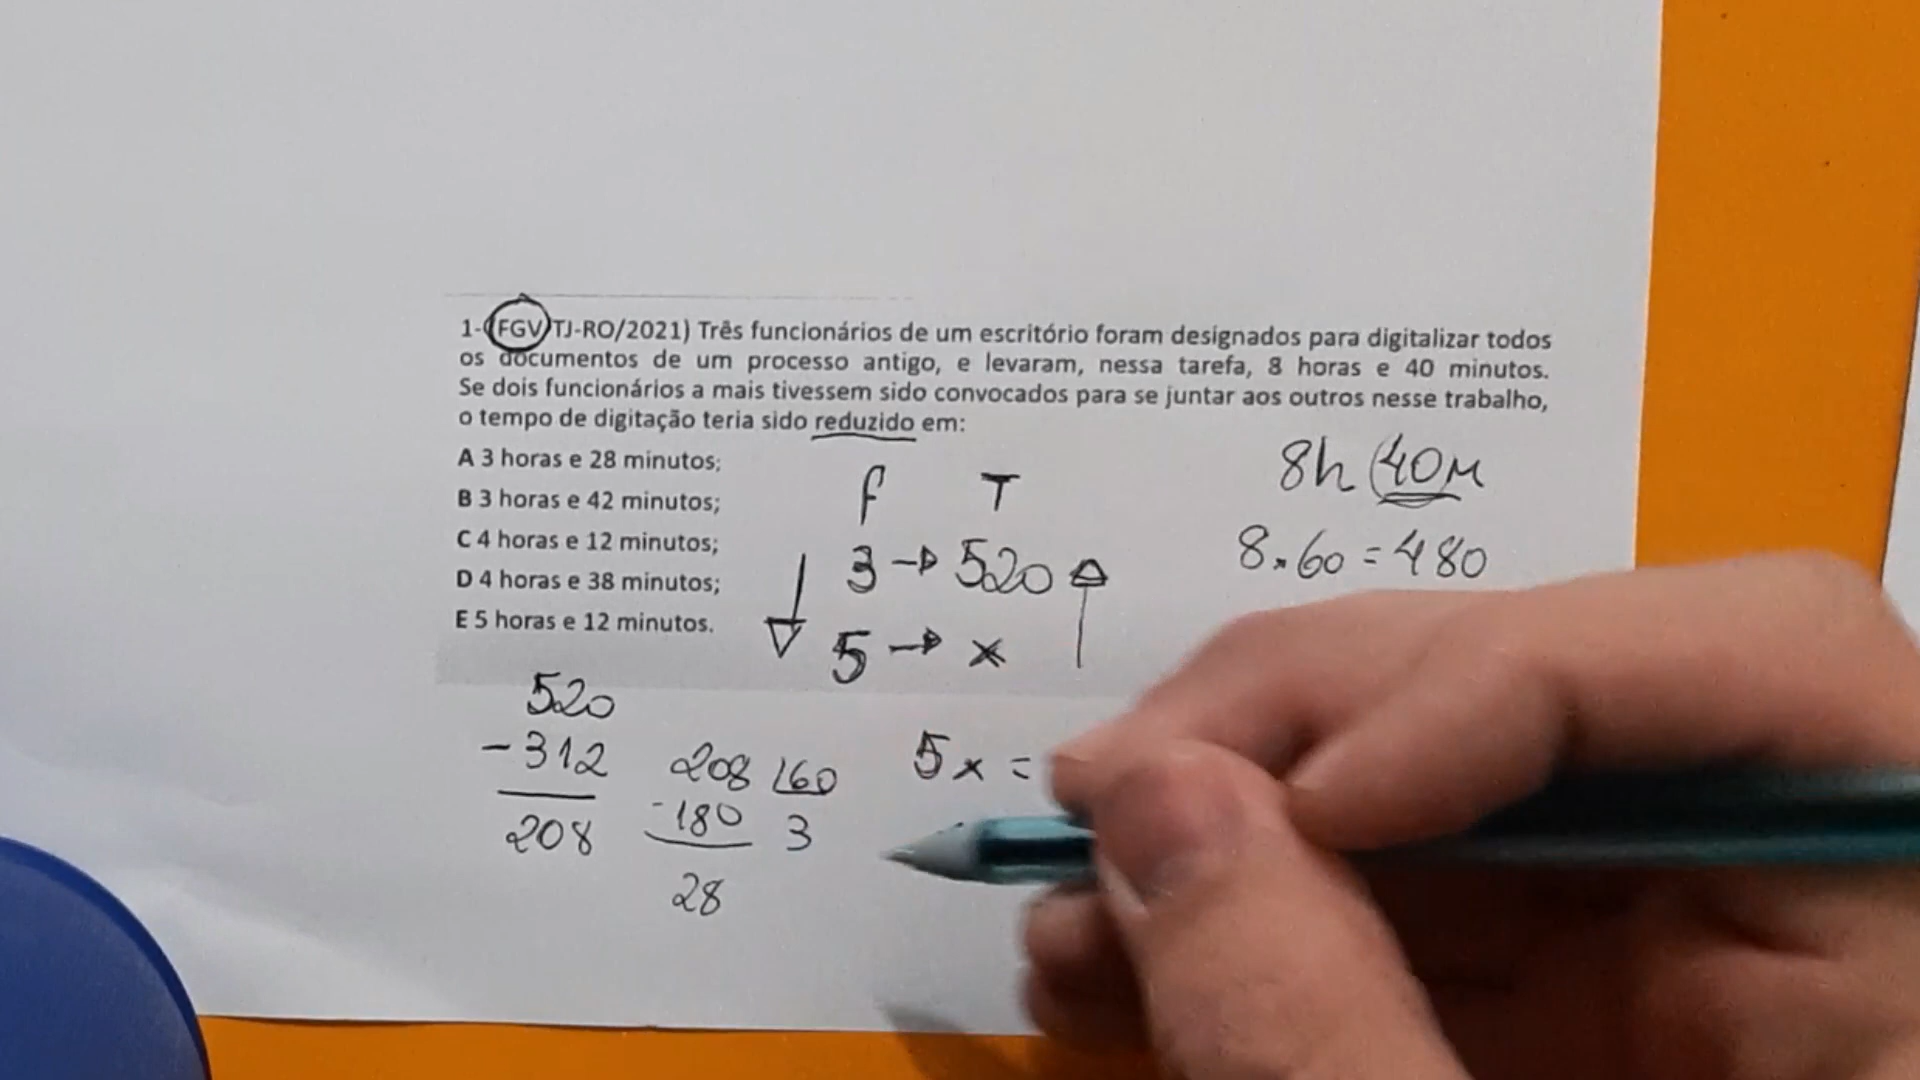 1-(FGV/TJ-RO/2021) Três funcionários de um escritório foram designados para digitalizar todos
os documentos de um processo antigo, e levaram, nessa tarefa, 8 horas e 40 minutos.
Se dois funcionários a mais tivessem sido convocados para se juntar aos outros nesse trabalho,
o tempo de digitação teria sido reduzido em:
A 3 horas e 28 minutos;
B 3 horas e 42 minutos;
C 4 horas e 12 minutos;
D 4 horas e 38 minutos;
E 5 horas e 12 minutos.
f T
3 → 520
5 → x
8h 40m
8.60 = 480
520
-312
208
208 60
-180 3
28
5x =